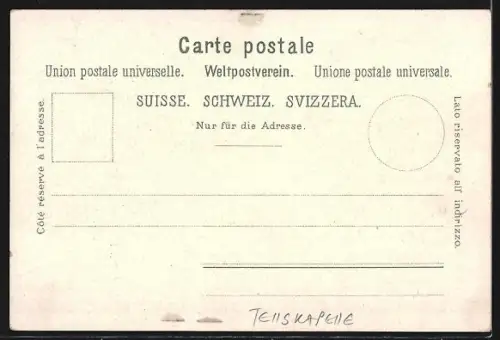 Carte postale
Union postale universelle. Weltpostverein. Unione postale universale.
SUISSE. SCHWEIZ. SVIZZERA.
Nur für die Adresse.
Côté réservé à l'adresse.
Lato riservato all' indirizzo.
TEllSKAPEllE